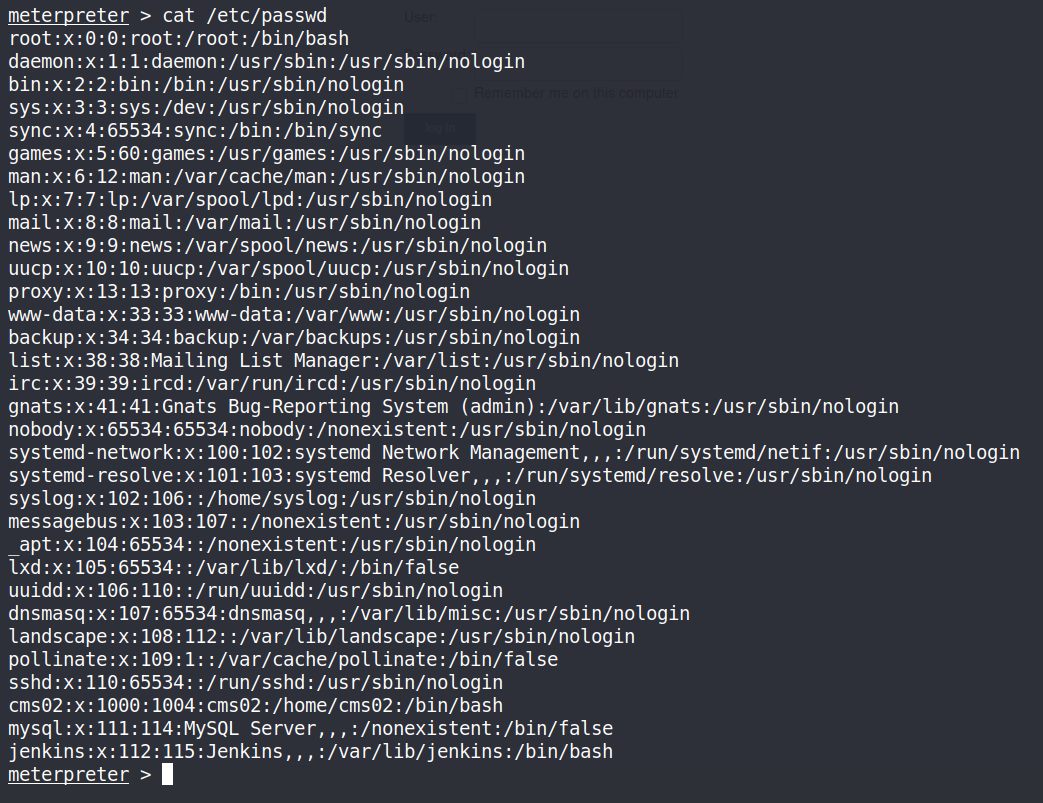 User:
meterpreter > cat /etc/passwd
root:x:0:0:root:/root:/bin/bash
daemon:x:1:1:daemon:/usr/sbin:/usr/sbin/nologin
bin:x:2:2:bin:/bin:/usr/sbin/nologin
Remember me on this computer
sys:x:3:3:sys:/dev:/usr/sbin/nologin
sync:x:4:65534:sync:/bin:/bin/sync
log in
games:x:5:60:games:/usr/games:/usr/sbin/nologin
man:x:6:12:man:/var/cache/man:/usr/sbin/nologin
lp:x:7:7:lp:/var/spool/lpd:/usr/sbin/nologin
mail:x:8:8:mail:/var/mail:/usr/sbin/nologin
news:x:9:9:news:/var/spool/news:/usr/sbin/nologin
uucp:x:10:10:uucp:/var/spool/uucp:/usr/sbin/nologin
proxy:x:13:13:proxy:/bin:/usr/sbin/nologin
www-data:x:33:33:www-data:/var/www:/usr/sbin/nologin
backup:x:34:34:backup:/var/backups:/usr/sbin/nologin
list:x:38:38:Mailing List Manager:/var/list:/usr/sbin/nologin
irc:x:39:39:ircd:/var/run/ircd:/usr/sbin/nologin
gnats:x:41:41:Gnats Bug-Reporting System (admin):/var/lib/gnats:/usr/sbin/nologin
nobody:x:65534:65534:nobody:/nonexistent:/usr/sbin/nologin
systemd-network:x:100:102:systemd Network Management,,,:/run/systemd/netif:/usr/sbin/nologin
systemd-resolve:x:101:103:systemd Resolver,,,:/run/systemd/resolve:/usr/sbin/nologin
syslog:x:102:106::/home/syslog:/usr/sbin/nologin
messagebus:x:103:107::/nonexistent:/usr/sbin/nologin
_apt:x:104:65534::/nonexistent:/usr/sbin/nologin
lxd:x:105:65534::/var/lib/lxd/:/bin/false
uuidd:x:106:110::/run/uuidd:/usr/sbin/nologin
dnsmasq:x:107:65534:dnsmasq,,,:/var/lib/misc:/usr/sbin/nologin
landscape:x:108:112::/var/lib/landscape:/usr/sbin/nologin
pollinate:x:109:1::/var/cache/pollinate:/bin/false
sshd:x:110:65534::/run/sshd:/usr/sbin/nologin
cms02:x:1000:1004:cms02:/home/cms02:/bin/bash
mysql:x:111:114:MySQL Server,,,:/nonexistent:/bin/false
jenkins:x:112:115:Jenkins,,,:/var/lib/jenkins:/bin/bash
meterpreter >